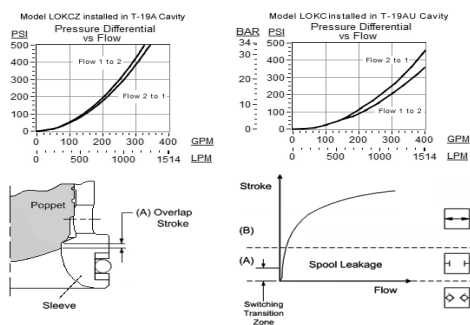 Model LOKCZ installed in T-19A Cavity
PSI
Pressure Differential
vs Flow
500
400
300
200
100
0
Flow 1 to 2
Flow 2 to 1
0 100 200 300 400
GPM
0 500 1000 1514
LPM
Model LOKC installed in T-19AU Cavity
BAR
PSI
Pressure Differential
vs Flow
34
30
20
10
0
500
400
300
200
100
0
Flow 2 to 1
Flow 1 to 2
0 100 200 300 400
GPM
0 500 1000 1514
LPM
Poppet
(A) Overlap
Stroke
Sleeve
Stroke
(B)
(A)
Spool Leakage
Flow
Switching
Transition
Zone